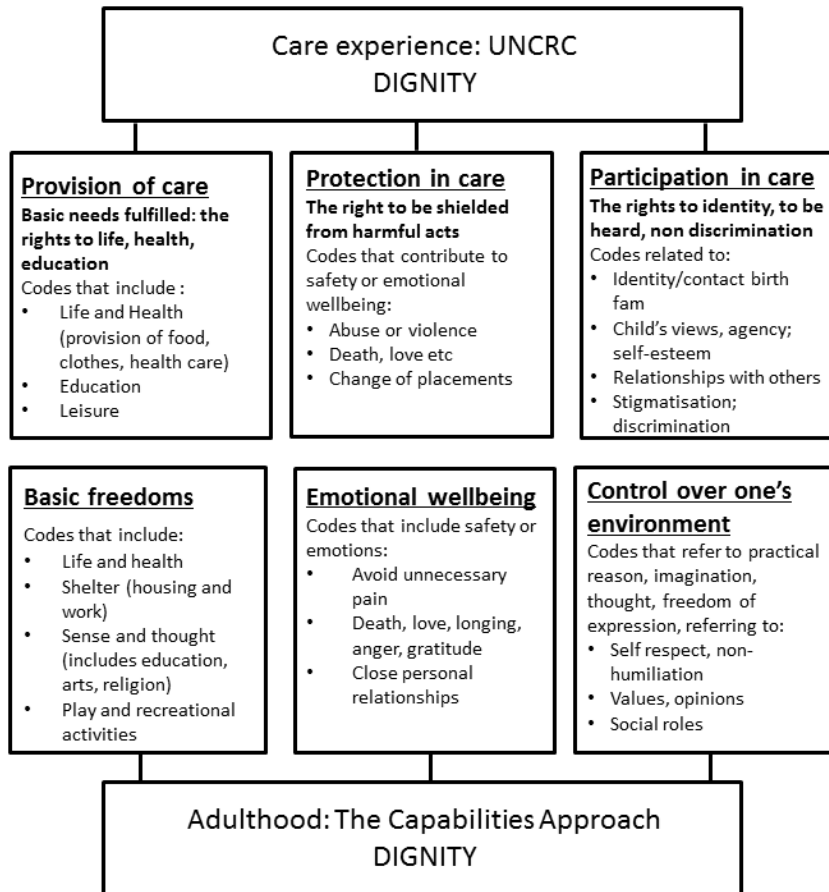 Care experience: UNCRC
DIGNITY
Provision of care
Basic needs fulfilled: the
rights to life, health,
education
Codes that include :
• Life and Health
(provision of food,
clothes, health care)
• Education
• Leisure
Protection in care
The right to be shielded
from harmful acts
Codes that contribute to
safety or emotional
wellbeing:
• Abuse or violence
• Death, love etc
• Change of placements
Participation in care
The rights to identity, to be
heard, non discrimination
Codes related to:
• Identity/contact birth
fam
• Child's views, agency;
self-esteem
• Relationships with others
• Stigmatisation;
discrimination
Basic freedoms
Codes that include:
• Life and health
• Shelter (housing and
work)
• Sense and thought
(includes education,
arts, religion)
• Play and recreational
activities
Emotional wellbeing
Codes that include safety or
emotions:
• Avoid unnecessary
pain
• Death, love, longing,
anger, gratitude
• Close personal
relationships
Control over one's
environment
Codes that refer to practical
reason, imagination,
thought, freedom of
expression, referring to:
• Self respect, non-
humiliation
• Values, opinions
• Social roles
Adulthood: The Capabilities Approach
DIGNITY